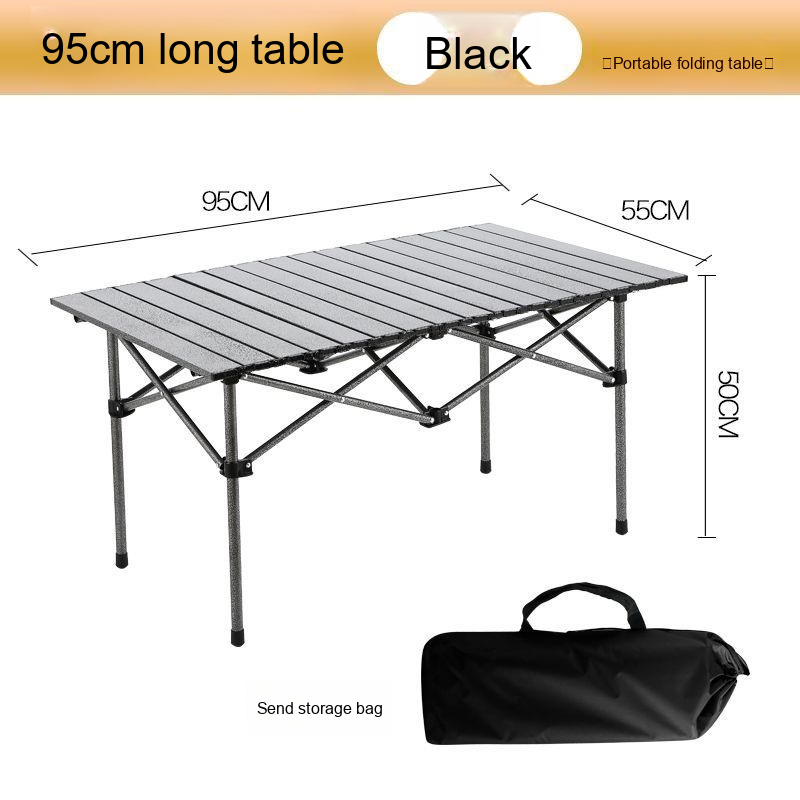 95cm long table
Black
▯Portable folding table▯
95CM
55CM
50CM
Send storage bag